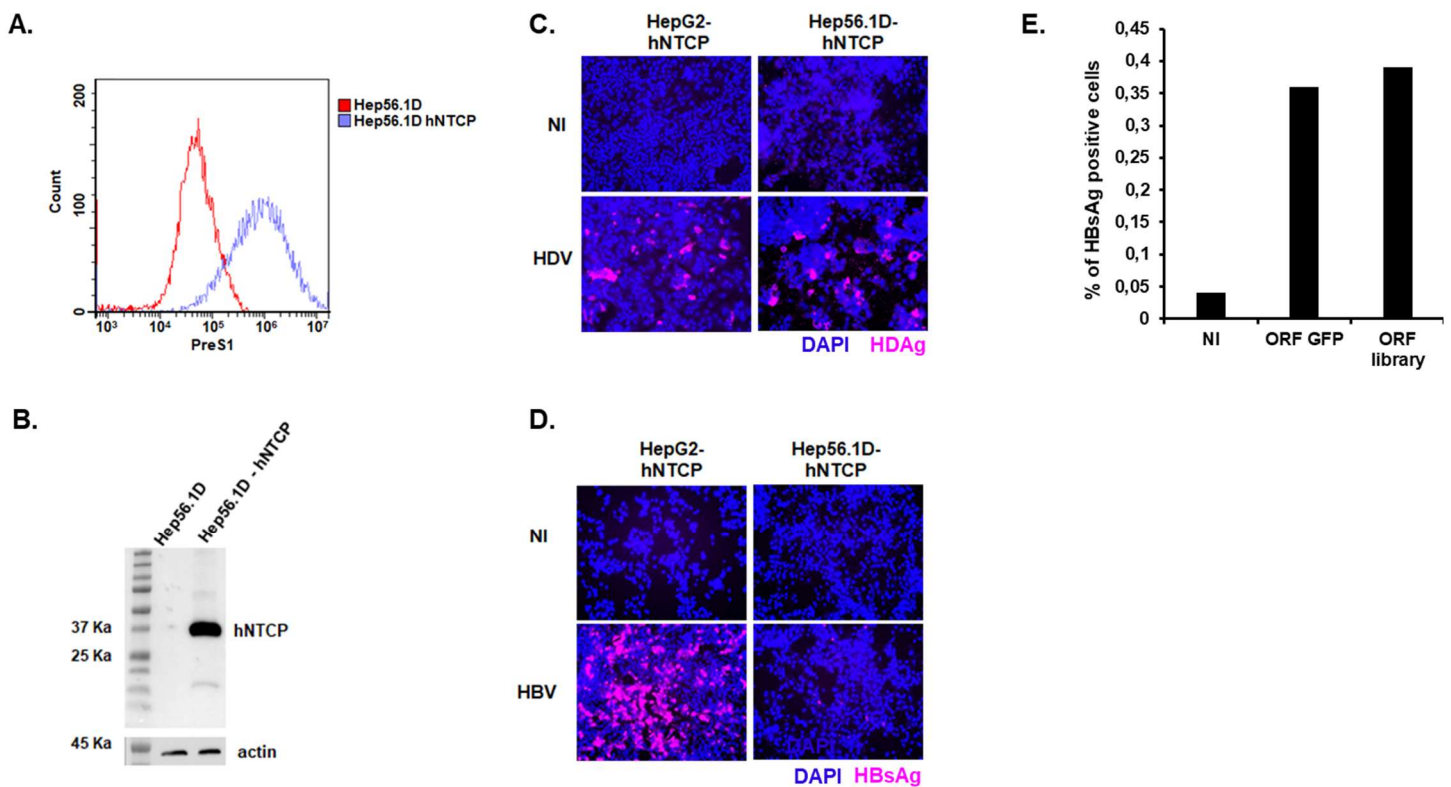 A.
200
100
0
Count
10³ 10⁴ 10⁵ 10⁶ 10⁷
PreS1
Hep56.1D
Hep56.1D hNTCP
B.
Hep56.1D
Hep56.1D - hNTCP
37 Ka
25 Ka
hNTCP
45 Ka
actin
C.
HepG2-
hNTCP
Hep56.1D-
hNTCP
NI
HDV
DAPI HDAg
D.
HepG2-
hNTCP
Hep56.1D-
hNTCP
NI
HBV
DAPI
DAPI HBsAg
E.
% of HBsAg positive cells
0,45
0,4
0,35
0,3
0,25
0,2
0,15
0,1
0,05
0
NI
ORF GFP
ORF
library